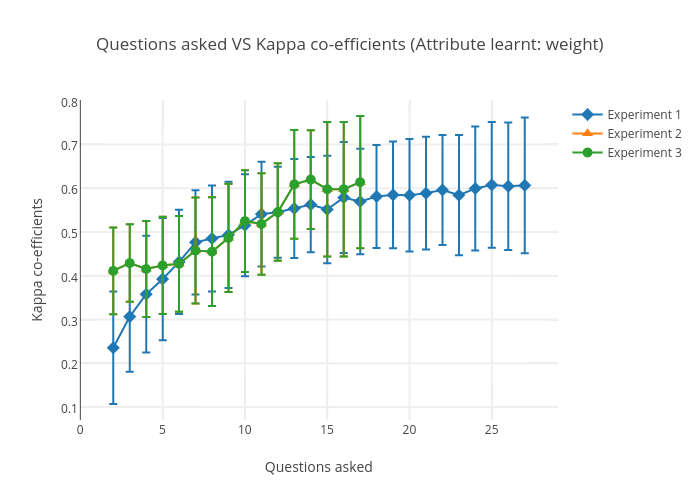 Questions asked VS Kappa co-efficients (Attribute learnt: weight)
Experiment 1
Experiment 2
Experiment 3
Kappa co-efficients
0.8
0.7
0.6
0.5
0.4
0.3
0.2
0.1
0 5 10 15 20 25
Questions asked